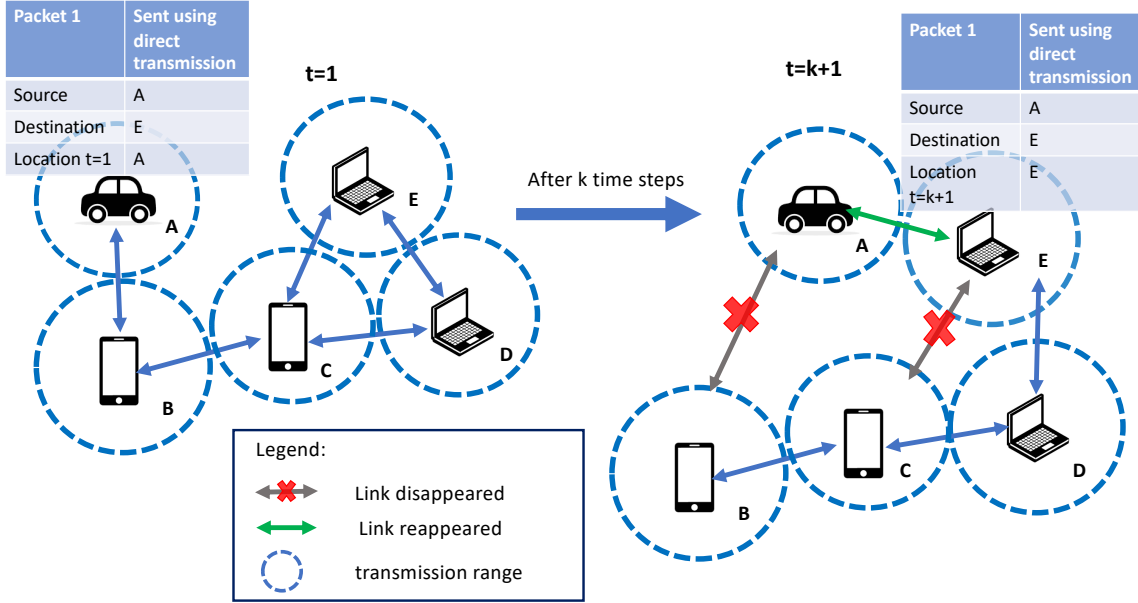 Packet 1
Sent using
direct
transmission
Source
A
Destination
E
Location t=1
A
t=1
A
E
B
C
D
After k time steps
t=k+1
Packet 1
Sent using
direct
transmission
Source
A
Destination
E
Location
t=k+1
E
A
E
B
C
D
Legend:
Link disappeared
Link reappeared
transmission range